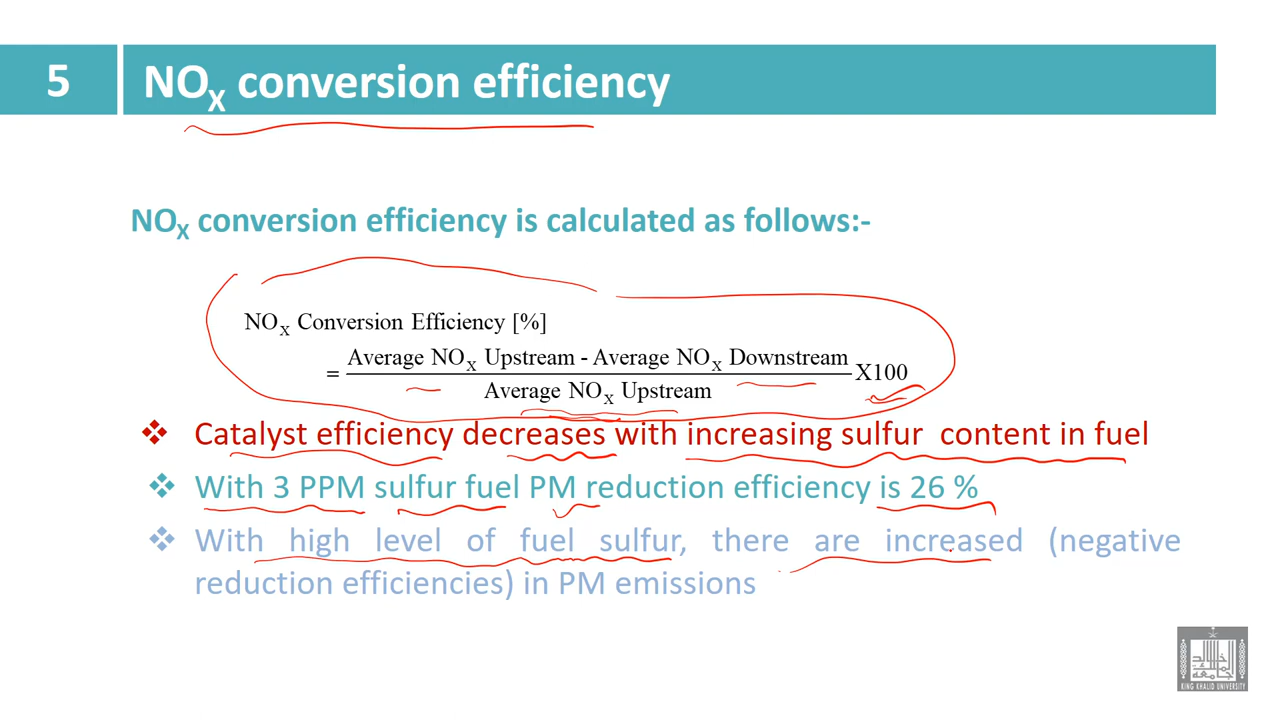 5
NOX conversion efficiency
NOX conversion efficiency is calculated as follows:-
NOX Conversion Efficiency [%]
= Average NOX Upstream - Average NOX Downstream X100
Average NOX Upstream
❖ Catalyst efficiency decreases with increasing sulfur content in fuel
❖ With 3 PPM sulfur fuel PM reduction efficiency is 26 %
❖ With high level of fuel sulfur, there are increased (negative
reduction efficiencies) in PM emissions
KING KHALID UNIVERSITY